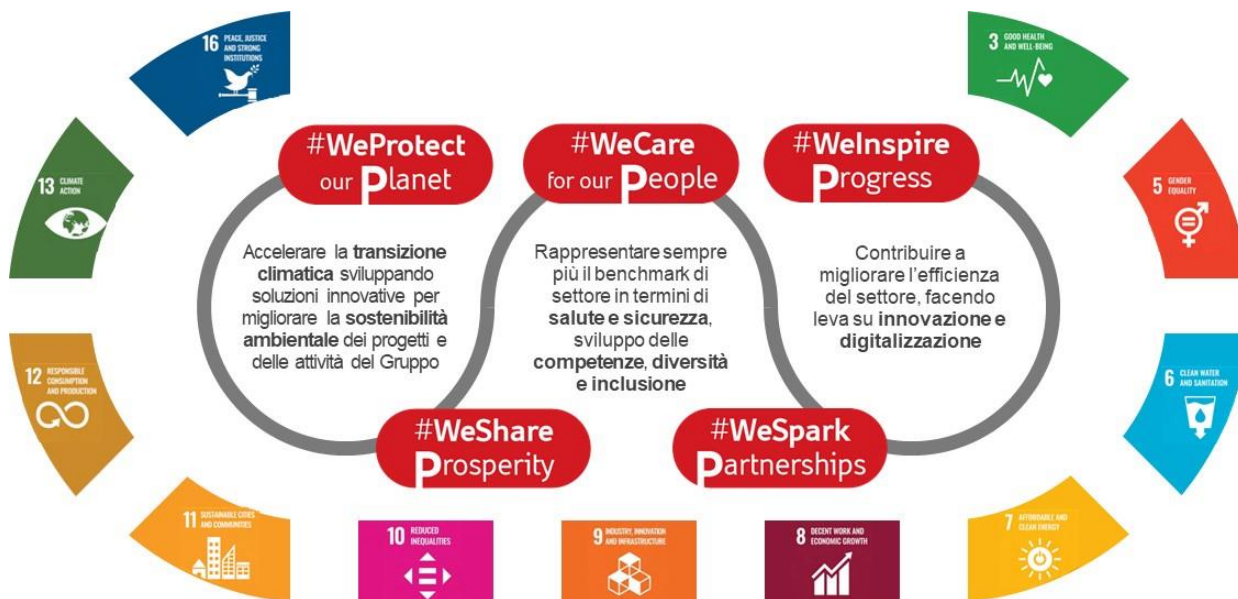 16 PEACE, JUSTICE
AND STRONG
INSTITUTIONS
3 GOOD HEALTH
AND WELL-BEING
13 CLIMATE
ACTION
5 GENDER
EQUALITY
#WeProtect
our Planet
#WeCare
for our People
#WeInspire
Progress
Accelerare la transizione
climatica sviluppando
soluzioni innovative per
migliorare la sostenibilità
ambientale dei progetti e
delle attività del Gruppo
Rappresentare sempre
più il benchmark di
settore in termini di
salute e sicurezza,
sviluppo delle
competenze, diversità
e inclusione
Contribuire a
migliorare l'efficienza
del settore, facendo
leva su innovazione e
digitalizzazione
12 RESPONSIBLE
CONSUMPTION
AND PRODUCTION
6 CLEAN WATER
AND SANITATION
#WeShare
Prosperity
#WeSpark
Partnerships
11 SUSTAINABLE CITIES
AND COMMUNITIES
10 REDUCED
INEQUALITIES
9 INDUSTRY, INNOVATION
AND INFRASTRUCTURE
8 DECENT WORK AND
ECONOMIC GROWTH
7 AFFORDABLE AND
CLEAN ENERGY